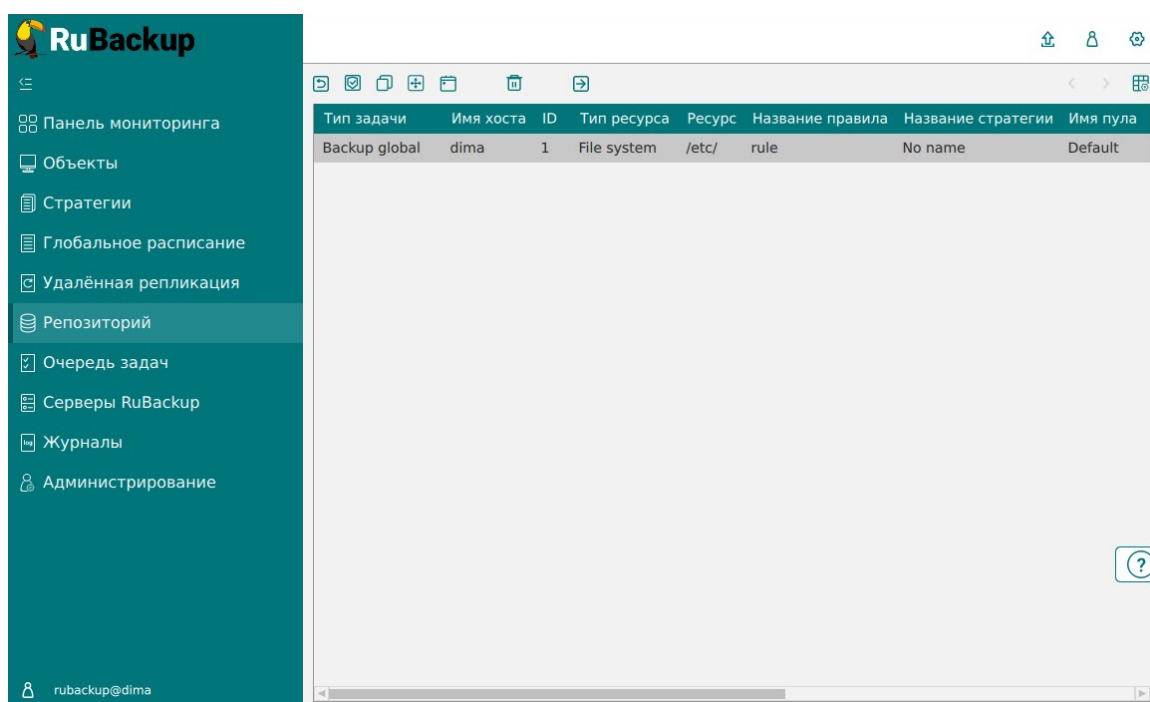 RuBackup
Панель мониторинга
Объекты
Стратегии
Глобальное расписание
Удалённая репликация
Репозиторий
Очередь задач
Серверы RuBackup
Журналы
Администрирование
rubackup@dima
Тип задачи Имя хоста ID Тип ресурса Ресурс Название правила Название стратегии Имя пула
Backup global dima 1 File system /etc/ rule No name Default
?